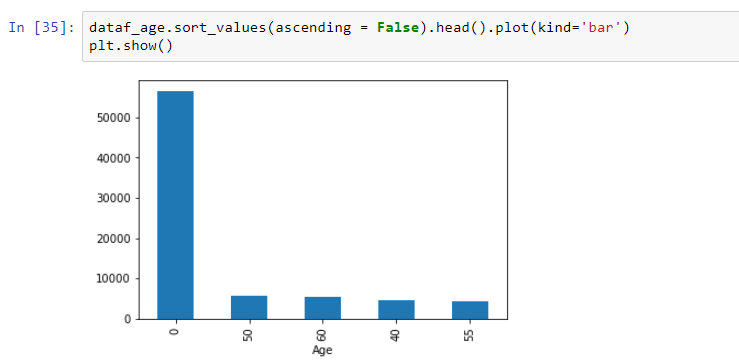 In [35]: dataf_age.sort_values(ascending = False).head().plot(kind='bar')
plt.show()
50000
40000
30000
20000
10000
0
0 50 60 40 55
Age